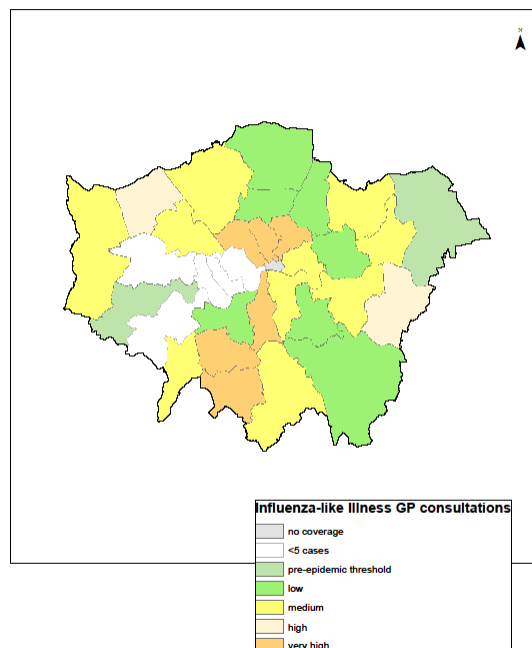 N
Influenza-like Illness GP consultations
no coverage
<5 cases
pre-epidemic threshold
low
medium
high
very high